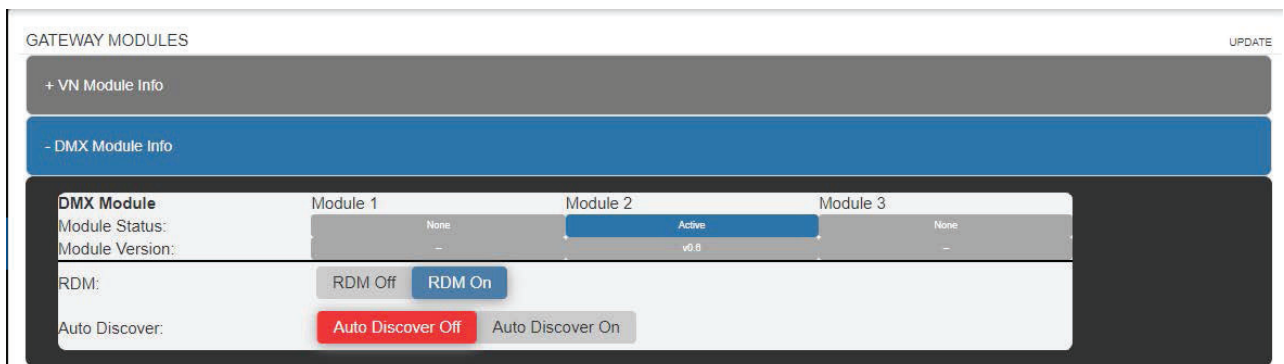 GATEWAY MODULES UPDATE
+ VN Module Info
- DMX Module Info
DMX Module Module 1 Module 2 Module 3
Module Status: None Active None
Module Version: – v0.6 –
RDM: RDM Off RDM On
Auto Discover: Auto Discover Off Auto Discover On